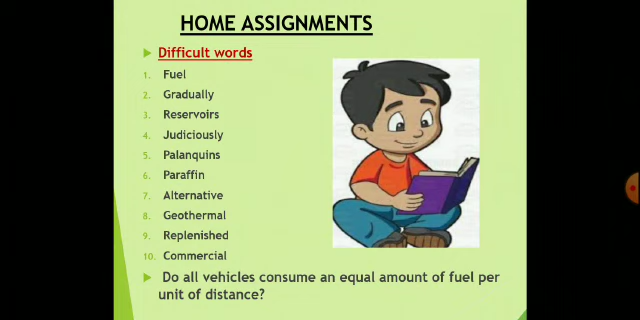 HOME ASSIGNMENTS
Difficult words
1. Fuel
2. Gradually
3. Reservoirs
4. Judiciously
5. Palanquins
6. Paraffin
7. Alternative
8. Geothermal
9. Replenished
10. Commercial
Do all vehicles consume an equal amount of fuel per
unit of distance?